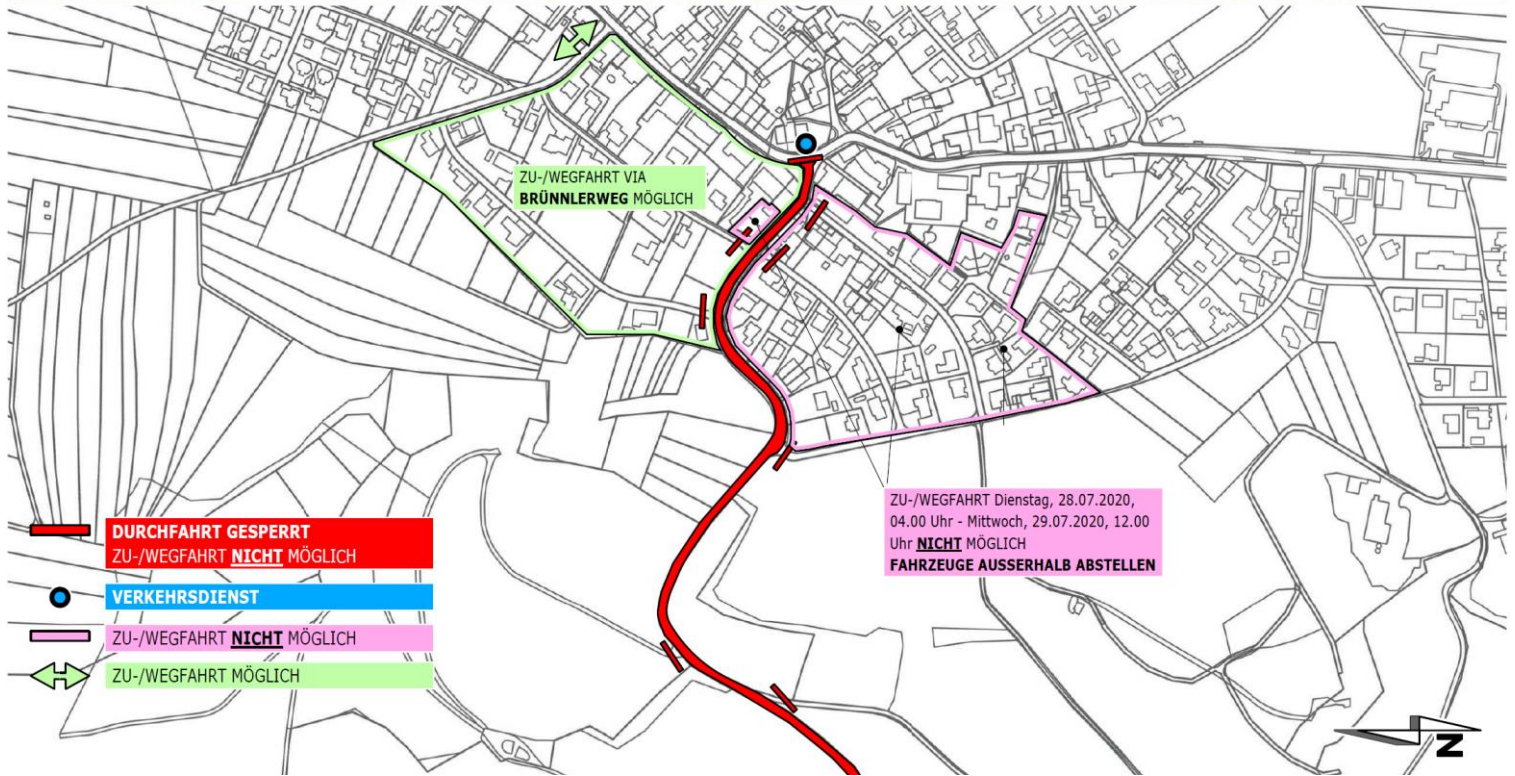 ZU-/WEGFAHRT VIA
BRÜNNLERWEG MÖGLICH
ZU-/WEGFAHRT Dienstag, 28.07.2020,
04.00 Uhr - Mittwoch, 29.07.2020, 12.00
Uhr NICHT MÖGLICH
FAHRZEUGE AUSSERHALB ABSTELLEN
DURCHFAHRT GESPERRT
ZU-/WEGFAHRT NICHT MÖGLICH
VERKEHRSDIENST
ZU-/WEGFAHRT NICHT MÖGLICH
ZU-/WEGFAHRT MÖGLICH
N